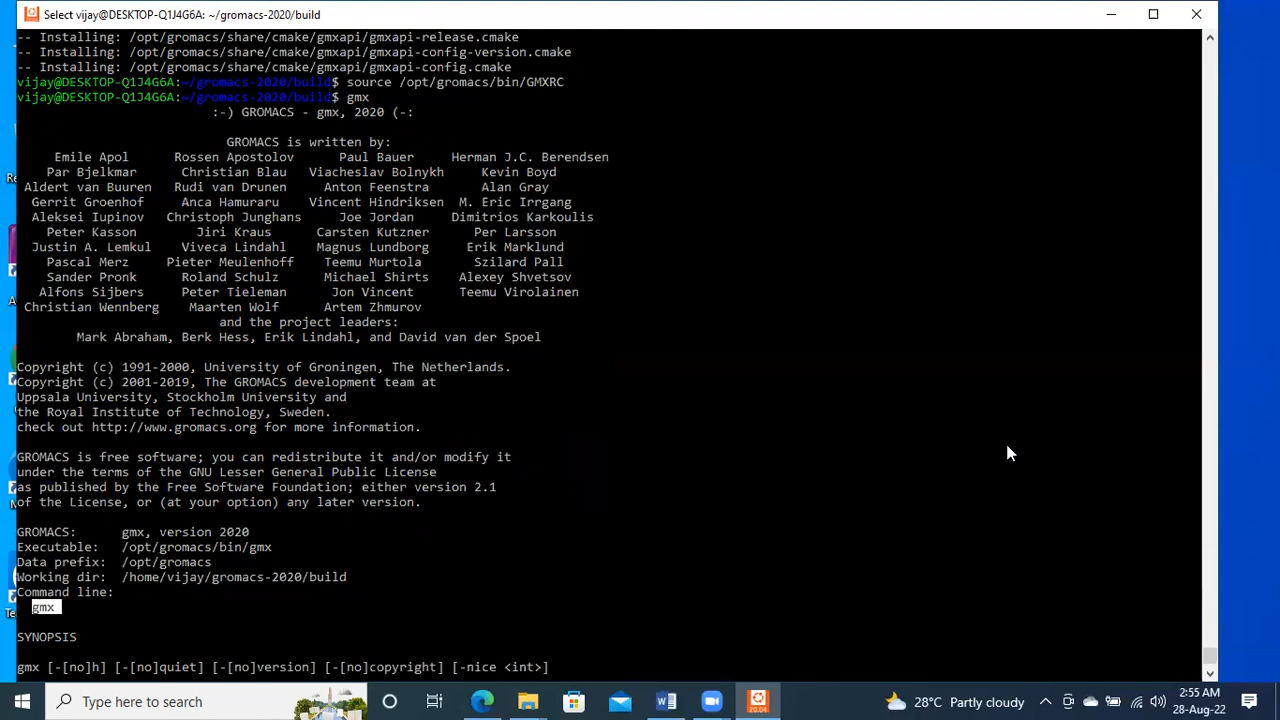 Select vijay@DESKTOP-Q1J4G6A: ~/gromacs-2020/build
-- Installing: /opt/gromacs/share/cmake/gmxapi/gmxapi-release.cmake
-- Installing: /opt/gromacs/share/cmake/gmxapi/gmxapi-config-version.cmake
-- Installing: /opt/gromacs/share/cmake/gmxapi/gmxapi-config.cmake
vijay@DESKTOP-Q1J4G6A:~/gromacs-2020/build$ source /opt/gromacs/bin/GMXRC
vijay@DESKTOP-Q1J4G6A:~/gromacs-2020/build$ gmx
:-) GROMACS - gmx, 2020 (-:
GROMACS is written by:
Emile Apol Rossen Apostolov Paul Bauer Herman J.C. Berendsen
Par Bjelkmar Christian Blau Viacheslav Bolnykh Kevin Boyd
Aldert van Buuren Rudi van Drunen Anton Feenstra Alan Gray
Gerrit Groenhof Anca Hamuraru Vincent Hindriksen M. Eric Irrgang
Aleksei Iupinov Christoph Junghans Joe Jordan Dimitrios Karkoulis
Peter Kasson Jiri Kraus Carsten Kutzner Per Larsson
Justin A. Lemkul Viveca Lindahl Magnus Lundborg Erik Marklund
Pascal Merz Pieter Meulenhoff Teemu Murtola Szilard Pall
Sander Pronk Roland Schulz Michael Shirts Alexey Shvetsov
Alfons Sijbers Peter Tieleman Jon Vincent Teemu Virolainen
Christian Wennberg Maarten Wolf Artem Zhmurov
and the project leaders:
Mark Abraham, Berk Hess, Erik Lindahl, and David van der Spoel
Copyright (c) 1991-2000, University of Groningen, The Netherlands.
Copyright (c) 2001-2019, The GROMACS development team at
Uppsala University, Stockholm University and
the Royal Institute of Technology, Sweden.
check out http://www.gromacs.org for more information.
GROMACS is free software; you can redistribute it and/or modify it
under the terms of the GNU Lesser General Public License
as published by the Free Software Foundation; either version 2.1
of the License, or (at your option) any later version.
GROMACS: gmx, version 2020
Executable: /opt/gromacs/bin/gmx
Data prefix: /opt/gromacs
Working dir: /home/vijay/gromacs-2020/build
Command line:
gmx
SYNOPSIS
gmx [-[no]h] [-[no]quiet] [-[no]version] [-[no]copyright] [-nice <int>]
Type here to search
28°C Partly cloudy
2:55 AM
28-Aug-22
20.04